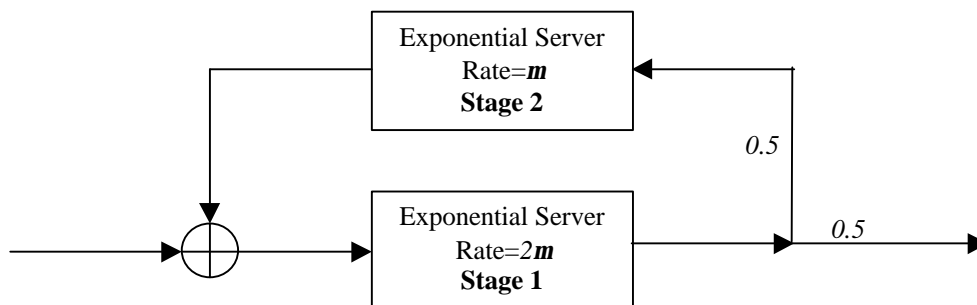 Exponential Server
Rate=m
Stage 2
0.5
Exponential Server
Rate=2m
Stage 1
0.5